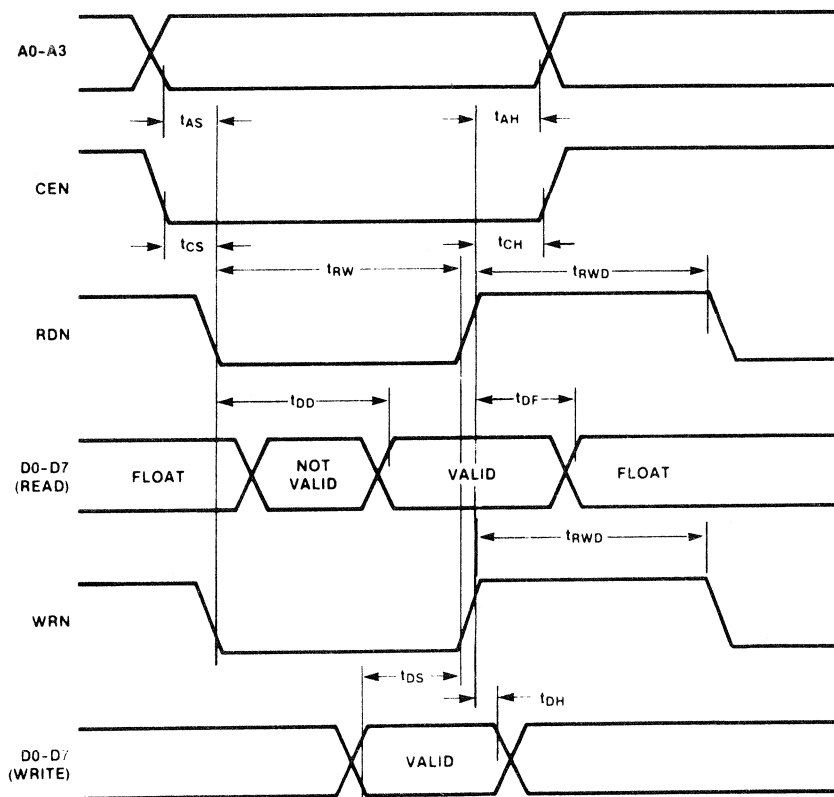 A0-A3
tAS
tAH
CEN
tCS
tCH
tRW
tRWD
RDN
tDD
tDF
D0-D7
(READ)
FLOAT
NOT
VALID
VALID
FLOAT
tRWD
WRN
tDS
tDH
D0-D7
(WRITE)
VALID